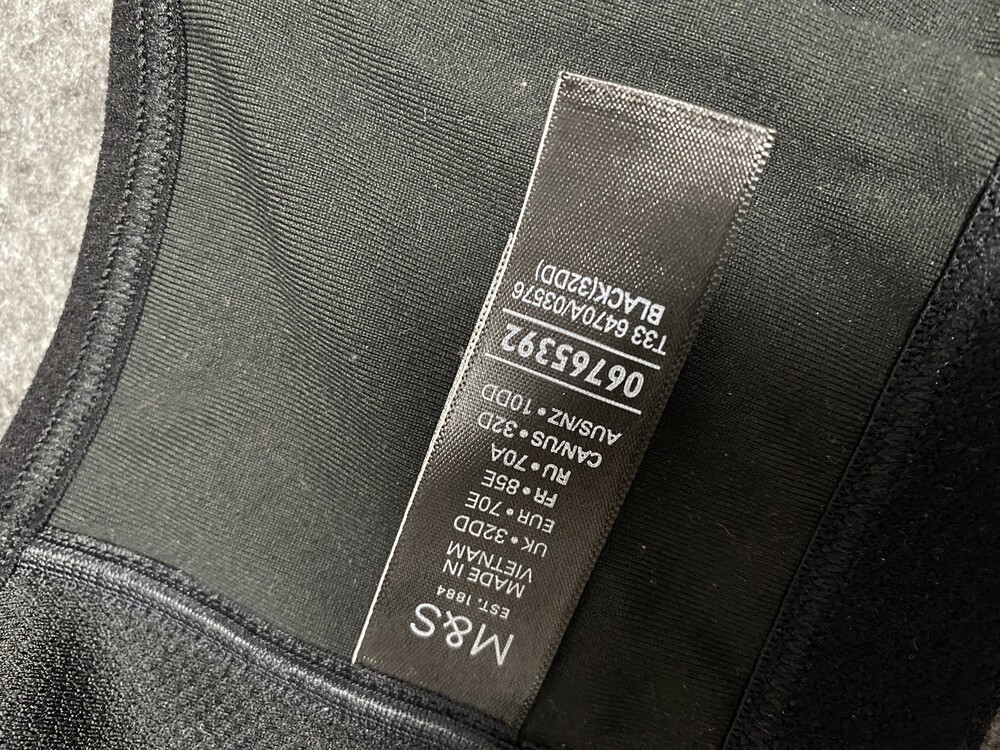 M&S
EST. 1884
MADE IN
VIETNAM
UK • 32DD
EUR • 70E
FR • 85E
RU • 70A
CAN/US • 32D
AUS/NZ • 10DD
06765392
T33 6470A/03576
BLACK(32DD)